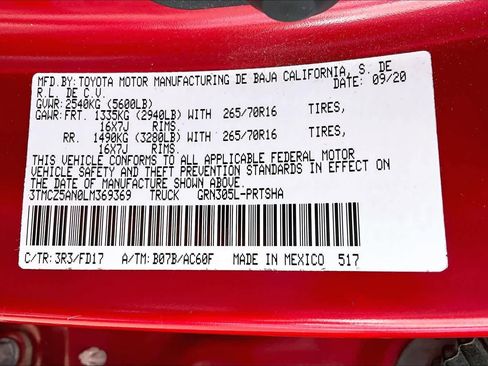 MFD.BY: TOYOTA MOTOR MANUFACTURING DE BAJA CALIFORNIA, S. DE
R.L. DE C.V. DATE: 09/20
GVWR: 2540KG (5600LB)
GAWR: FRT. 1335KG (2940LB) WITH 265/70R16 TIRES,
16X7J RIMS.
RR. 1490KG (3280LB) WITH 265/70R16 TIRES,
16X7J RIMS.
THIS VEHICLE CONFORMS TO ALL APPLICABLE FEDERAL MOTOR
VEHICLE SAFETY AND THEFT PREVENTION STANDARDS IN EFFECT ON
THE DATE OF MANUFACTURE SHOWN ABOVE.
3TMCZ5AN0LM369369 TRUCK GRN305L-PRTSHA
C/TR: 3R3/FD17 A/TM: B07B/AC60F MADE IN MEXICO 517